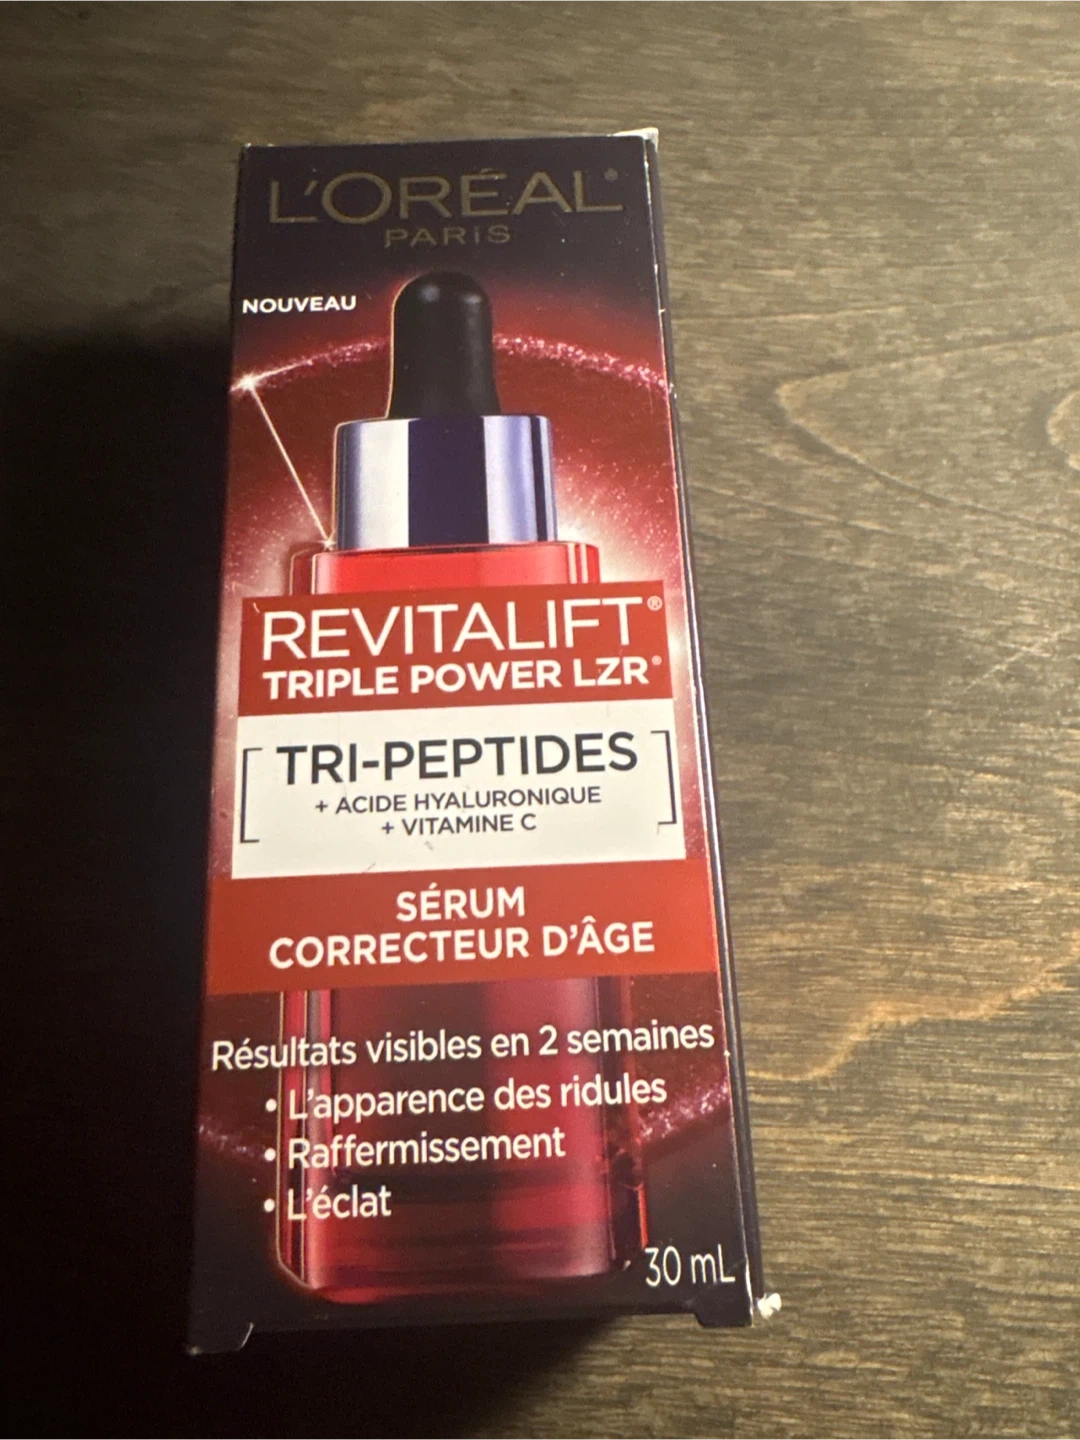 L'ORÉAL®
PARIS
NOUVEAU
REVITALIFT®
TRIPLE POWER LZR®
TRI-PEPTIDES
+ ACIDE HYALURONIQUE
+ VITAMINE C
SÉRUM
CORRECTEUR D'ÂGE
Résultats visibles en 2 semaines
• L'apparence des ridules
• Raffermissement
• L'éclat
30 mL